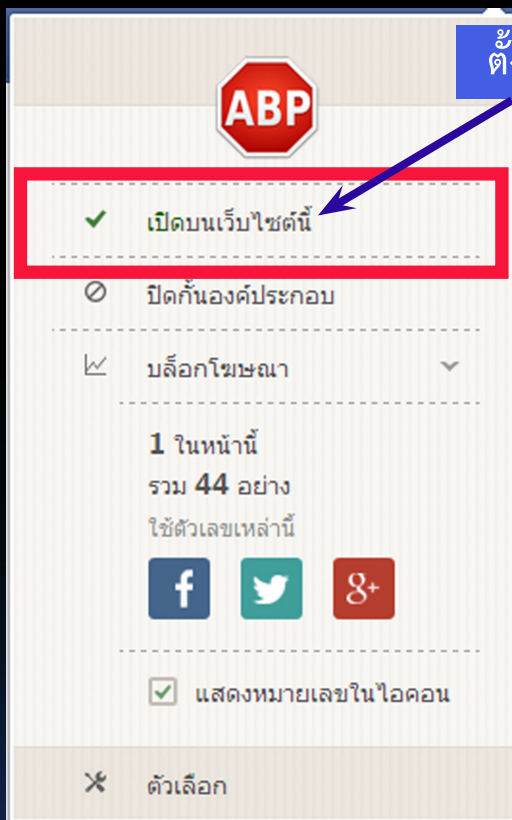 ABP
เปิดบนเว็บไซต์นี้
ปิดกั้นองค์ประกอบ
บล็อกโฆษณา
1 ในหน้านี้
รวม 44 อย่าง
ใช้ตัวเลขเหล่านี้
f 8+
แสดงหมายเลขในไอคอน
ตัวเลือก